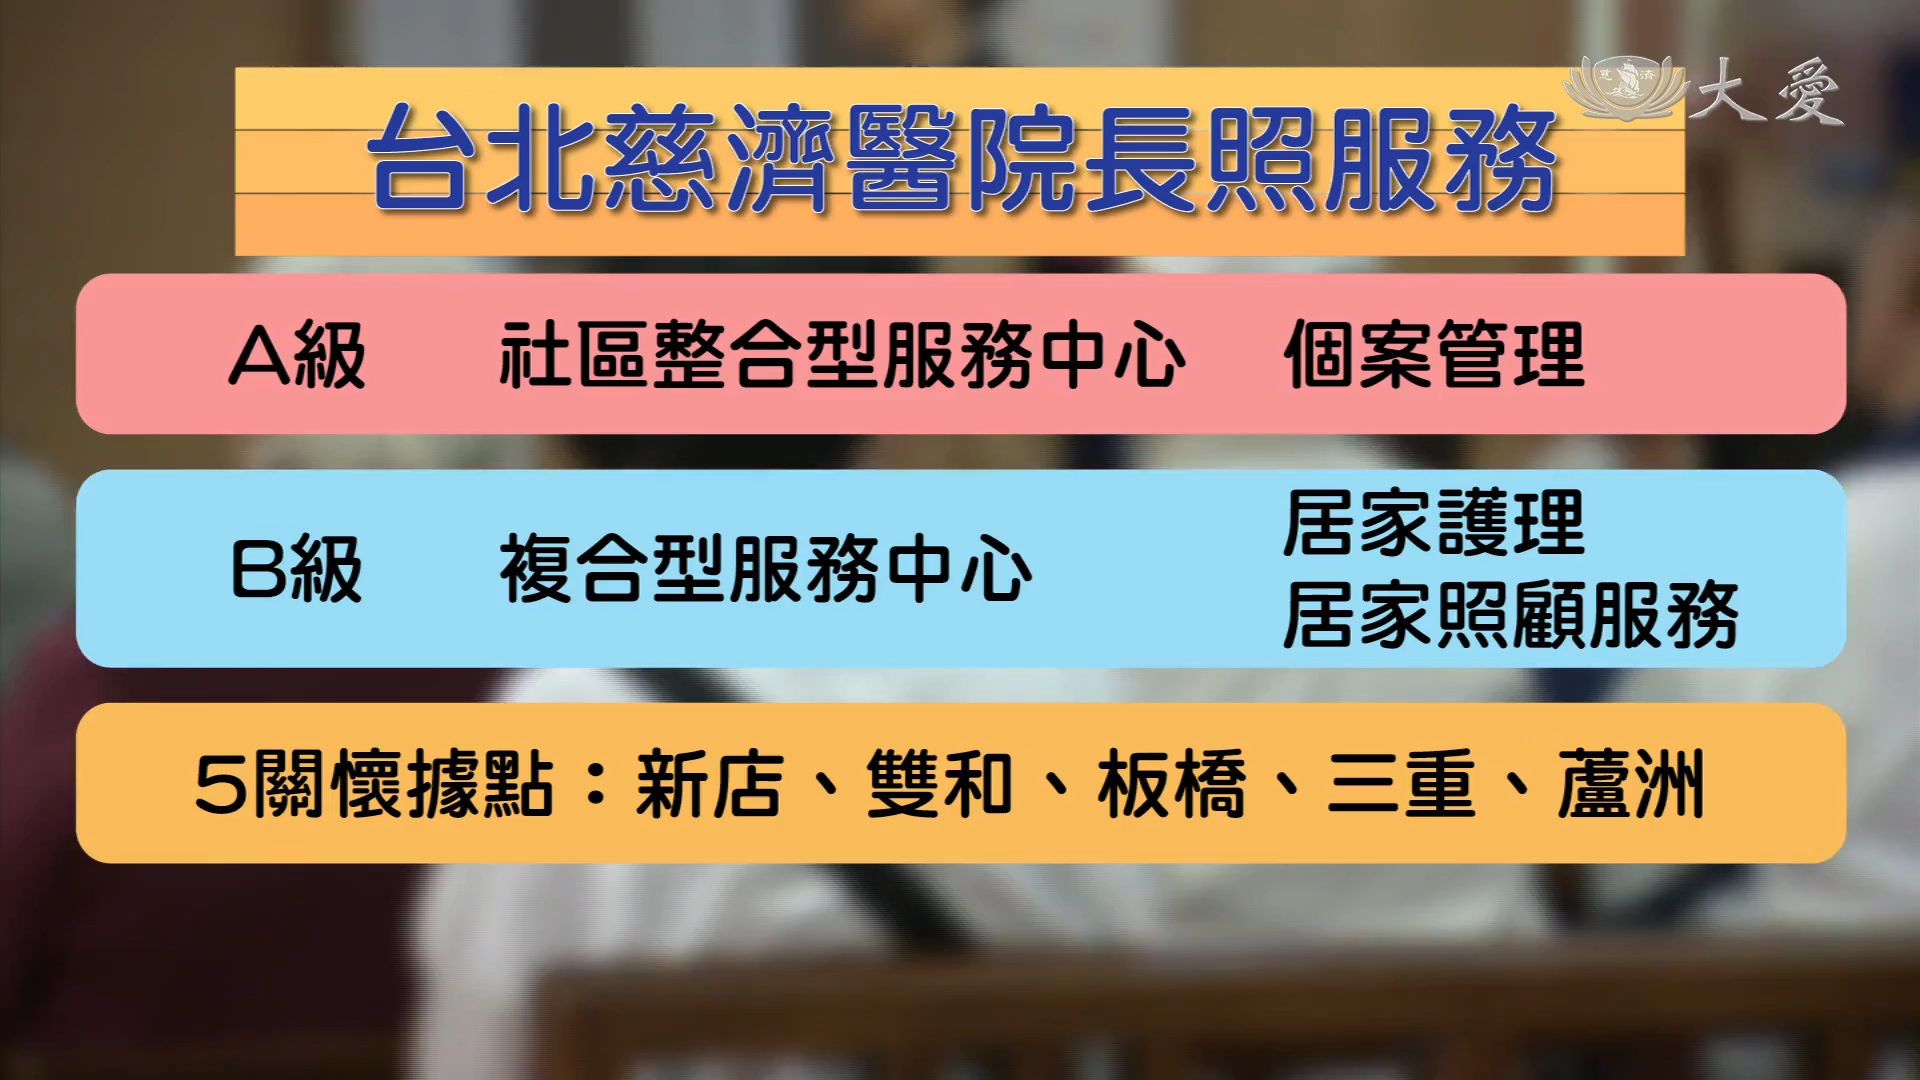 大愛
慈濟
台北慈濟醫院長照服務
A級 社區整合型服務中心 個案管理
B級 複合型服務中心 居家護理
居家照顧服務
5關懷據點：新店、雙和、板橋、三重、蘆洲